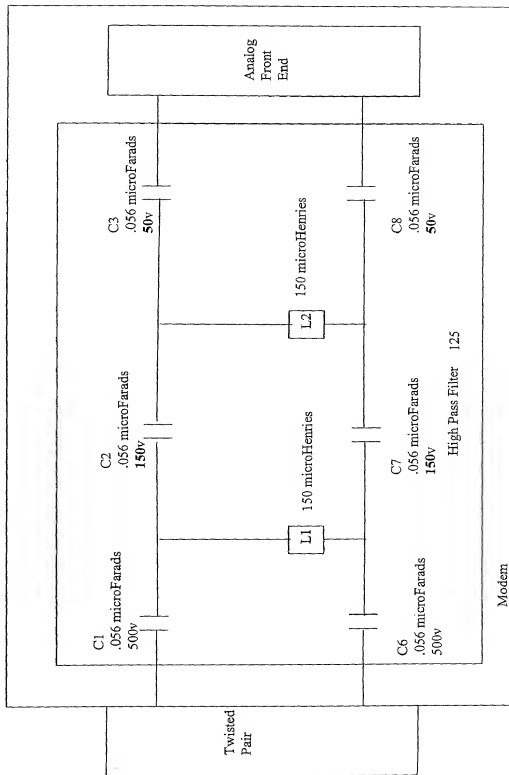 Twisted
Pair
C1
.056 microFarads
500v
C2
.056 microFarads
150v
C3
.056 microFarads
50v
Analog
Front
End
L1
150 microHenries
L2
150 microHenries
C6
.056 microFarads
500v
C7
.056 microFarads
150v
C8
.056 microFarads
50v
High Pass Filter 125
Modem